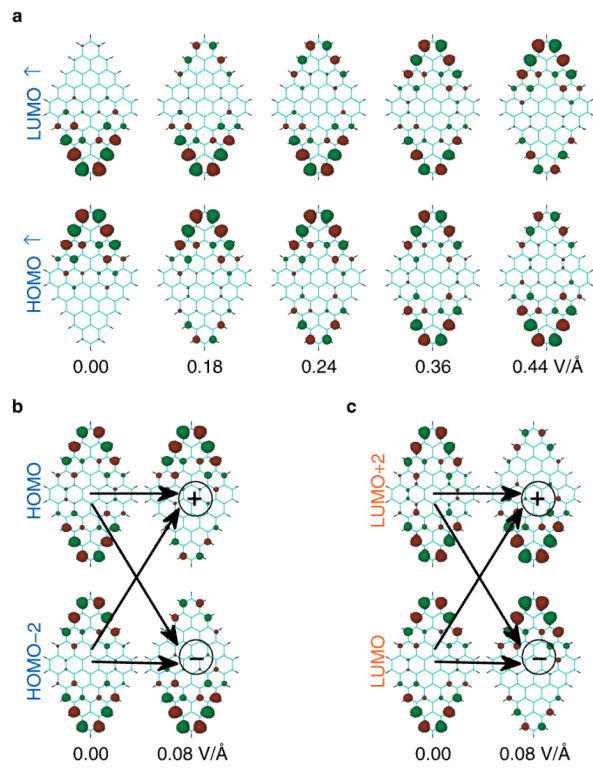 a
LUMO ↑
HOMO ↑
0.00 0.18 0.24 0.36 0.44 V/Å
b
c
HOMO
+
LUMO+2
+
HOMO−2
−
LUMO
−
0.00 0.08 V/Å
0.00 0.08 V/Å